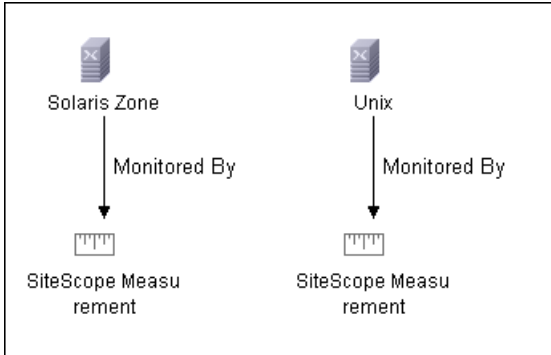 Solaris Zone
Unix
Monitored By
Monitored By
SiteScope Measu
rement
SiteScope Measu
rement